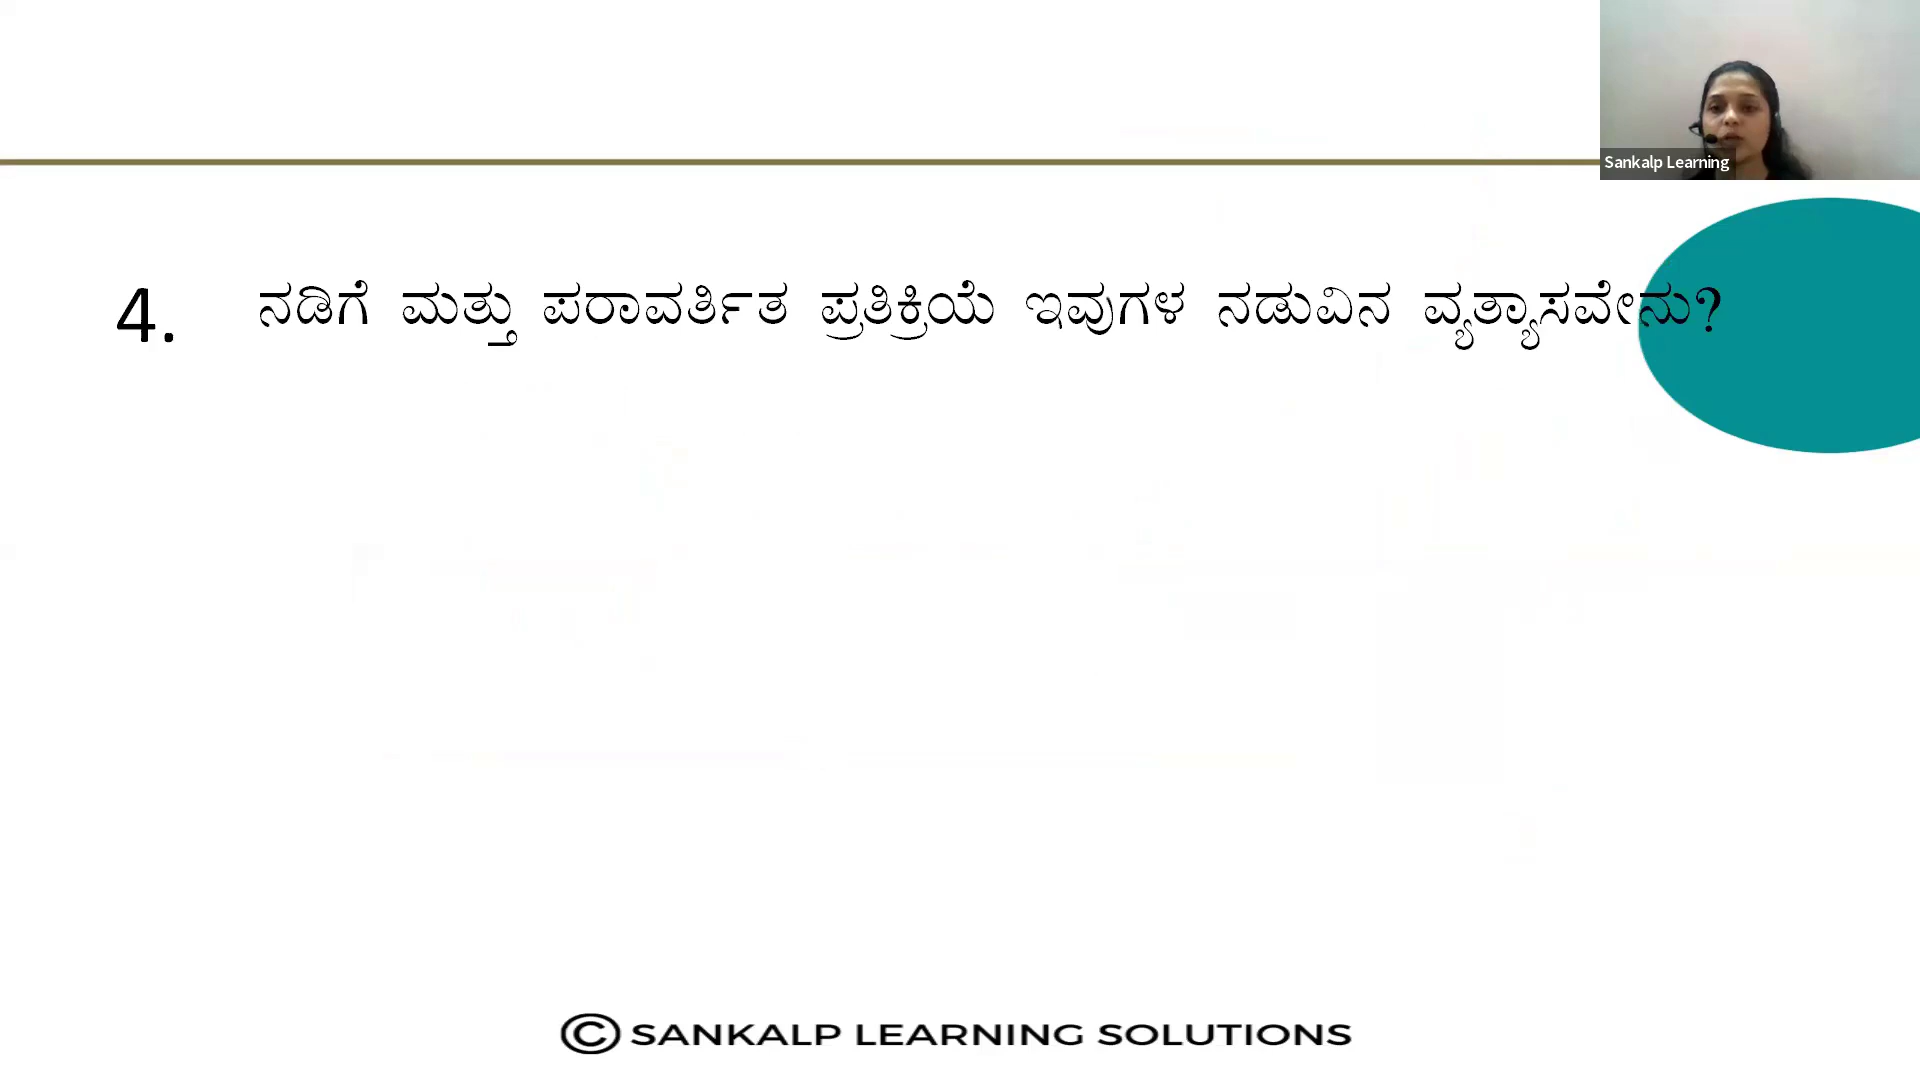 Sankalp Learning
4. ನಡಿಗೆ ಮತ್ತು ಪರಾವರ್ತಿತ ಪ್ರತಿಕ್ರಿಯೆ ಇವುಗಳ ನಡುವಿನ ವ್ಯತ್ಯಾಸವೇನು?
© SANKALP LEARNING SOLUTIONS